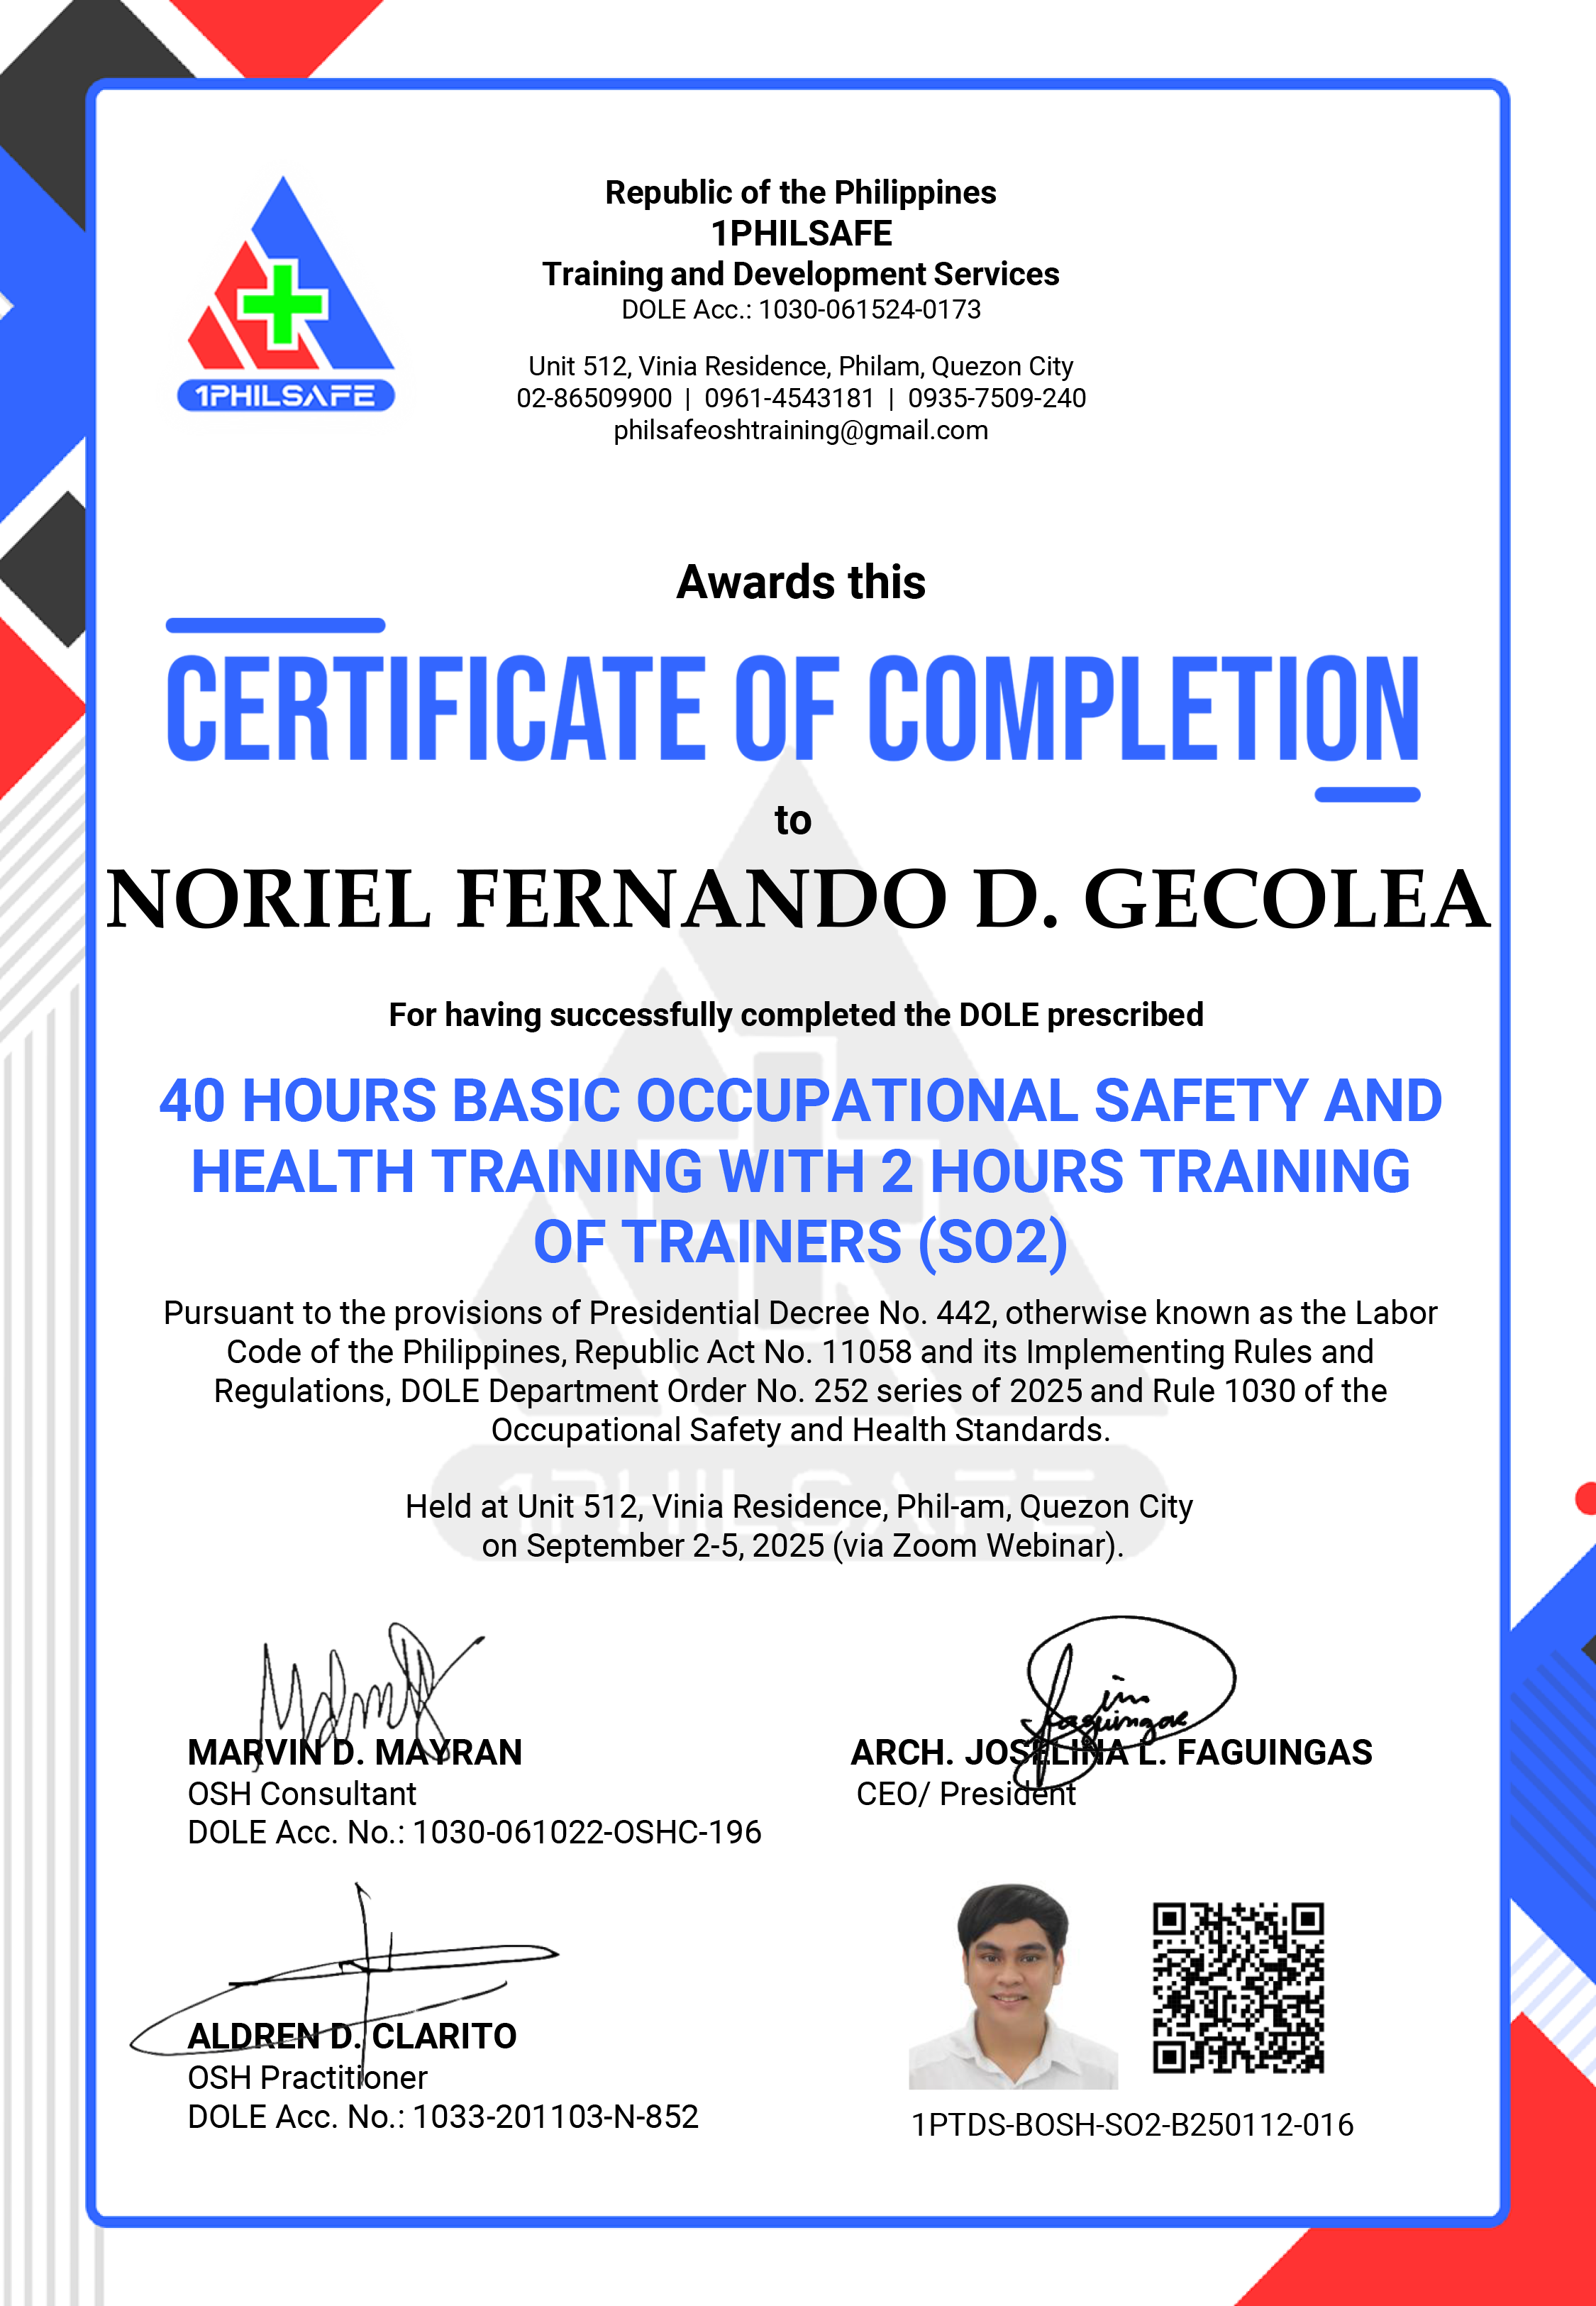 Republic of the Philippines
1PHILSAFE
Training and Development Services
DOLE Acc.: 1030-061524-0173
Unit 512, Vinia Residence, Philam, Quezon City
02-86509900 | 0961-4543181 | 0935-7509-240
philsafeoshtraining@gmail.com
1PHILSAFE
Awards this
CERTIFICATE OF COMPLETION
to
NORIEL FERNANDO D. GECOLEA
For having successfully completed the DOLE prescribed
40 HOURS BASIC OCCUPATIONAL SAFETY AND
HEALTH TRAINING WITH 2 HOURS TRAINING
OF TRAINERS (SO2)
Pursuant to the provisions of Presidential Decree No. 442, otherwise known as the Labor
Code of the Philippines, Republic Act No. 11058 and its Implementing Rules and
Regulations, DOLE Department Order No. 252 series of 2025 and Rule 1030 of the
Occupational Safety and Health Standards.
1PHILSAFE
Held at Unit 512, Vinia Residence, Phil-am, Quezon City
on September 2-5, 2025 (via Zoom Webinar).
MARVIN D. MAYRAN
OSH Consultant
DOLE Acc. No.: 1030-061022-OSHC-196
ARCH. JOSELINA L. FAGUINGAS
CEO/ President
ALDREN D. CLARITO
OSH Practitioner
DOLE Acc. No.: 1033-201103-N-852
1PTDS-BOSH-SO2-B250112-016